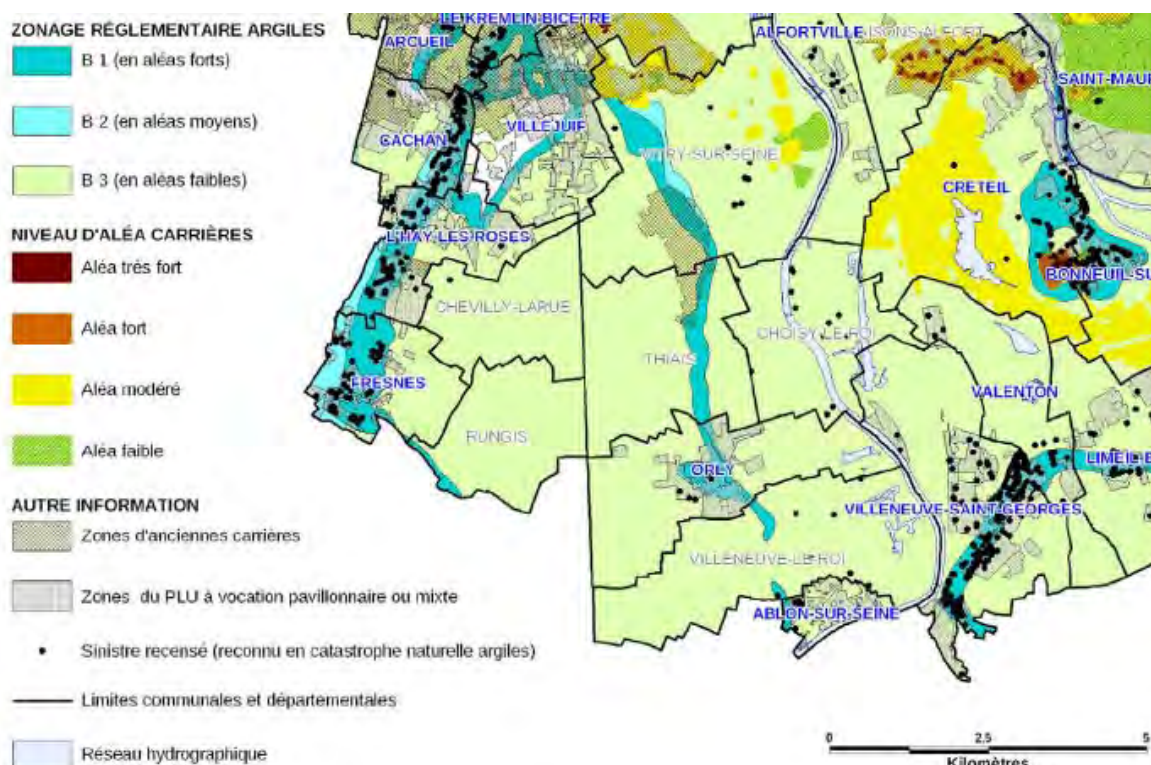 ZONAGE RÉGLEMENTAIRE ARGILES
B 1 (en aléas forts)
B 2 (en aléas moyens)
B 3 (en aléas faibles)
NIVEAU D'ALÉA CARRIÈRES
Aléa trés fort
Aléa fort
Aléa modéré
Aléa faible
AUTRE INFORMATION
Zones d'anciennes carrières
Zones du PLU à vocation pavillonnaire ou mixte
Sinistre recensé (reconnu en catastrophe naturelle argiles)
Limites communales et départementales
Réseau hydrographique
LE KREMLIN-BICETRE
ARCUEIL
ALFORTVILLE
ISONS-ALFORT
SAINT-MAUR
CACHAN
VILLEJUIF
VITRY-SUR-SEINE
CRETEIL
L'HAY-LES-ROSES
BONNEUIL-SU
CHEVILLY-LARUE
CHOISY-LE-ROI
THIAIS
FRESNES
VALENTON
RUNGIS
ORLY
LIMEIL-B
VILLENEUVE-SAINT-GEORGES
VILLENEUVE-LE-ROI
ABLON-SUR-SEINE
0 2,5 5
Kilomètres